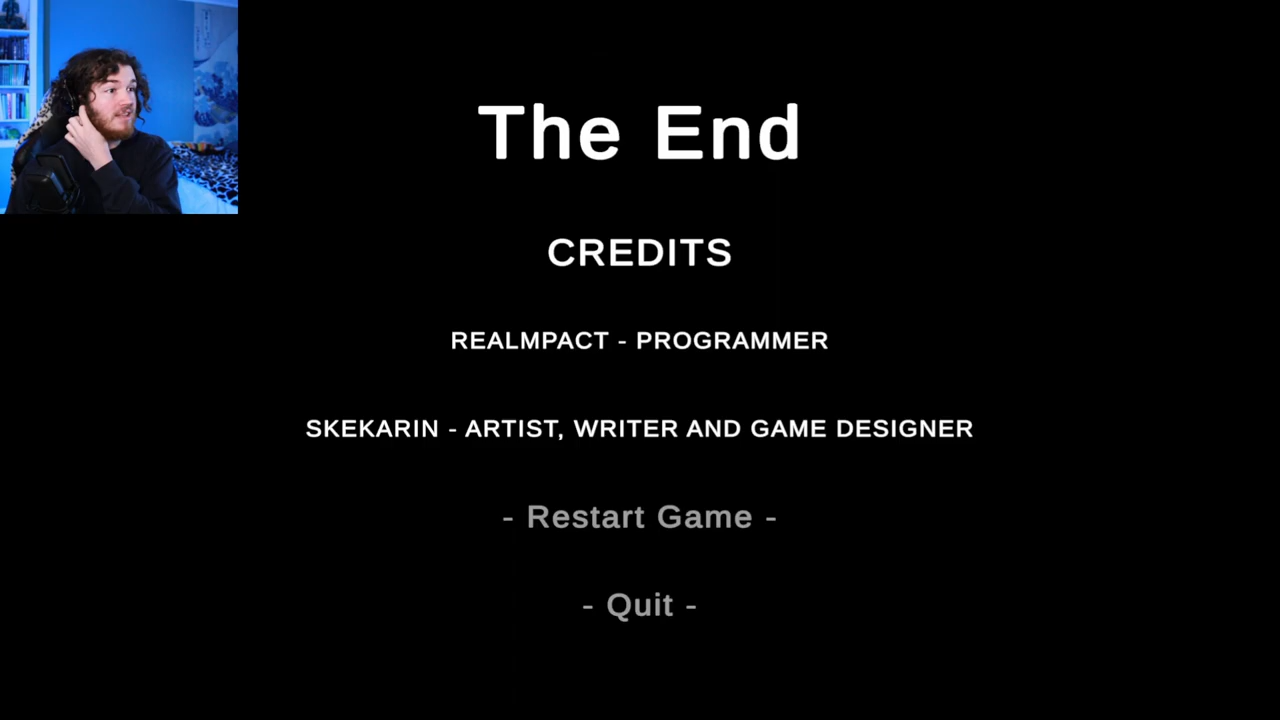 The End
CREDITS
REALMPACT - PROGRAMMER
SKEKARIN - ARTIST, WRITER AND GAME DESIGNER
- Restart Game -
- Quit -